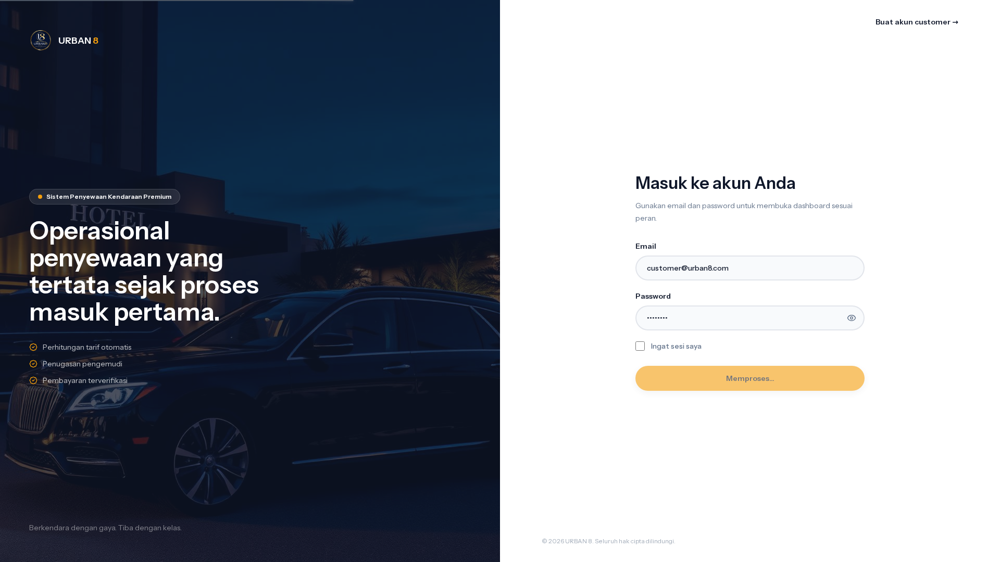 URBAN 8
Sistem Penyewaan Kendaraan Premium
HOTEL
Operasional
penyewaan yang
tertata sejak proses
masuk pertama.
Perhitungan tarif otomatis
Penugasan pengemudi
Pembayaran terverifikasi
Berkendara dengan gaya. Tiba dengan kelas.
Buat akun customer →
Masuk ke akun Anda
Gunakan email dan password untuk membuka dashboard sesuai
peran.
Email
customer@urban8.com
Password
••••••••
Ingat sesi saya
Memproses...
© 2026 URBAN 8. Seluruh hak cipta dilindungi.